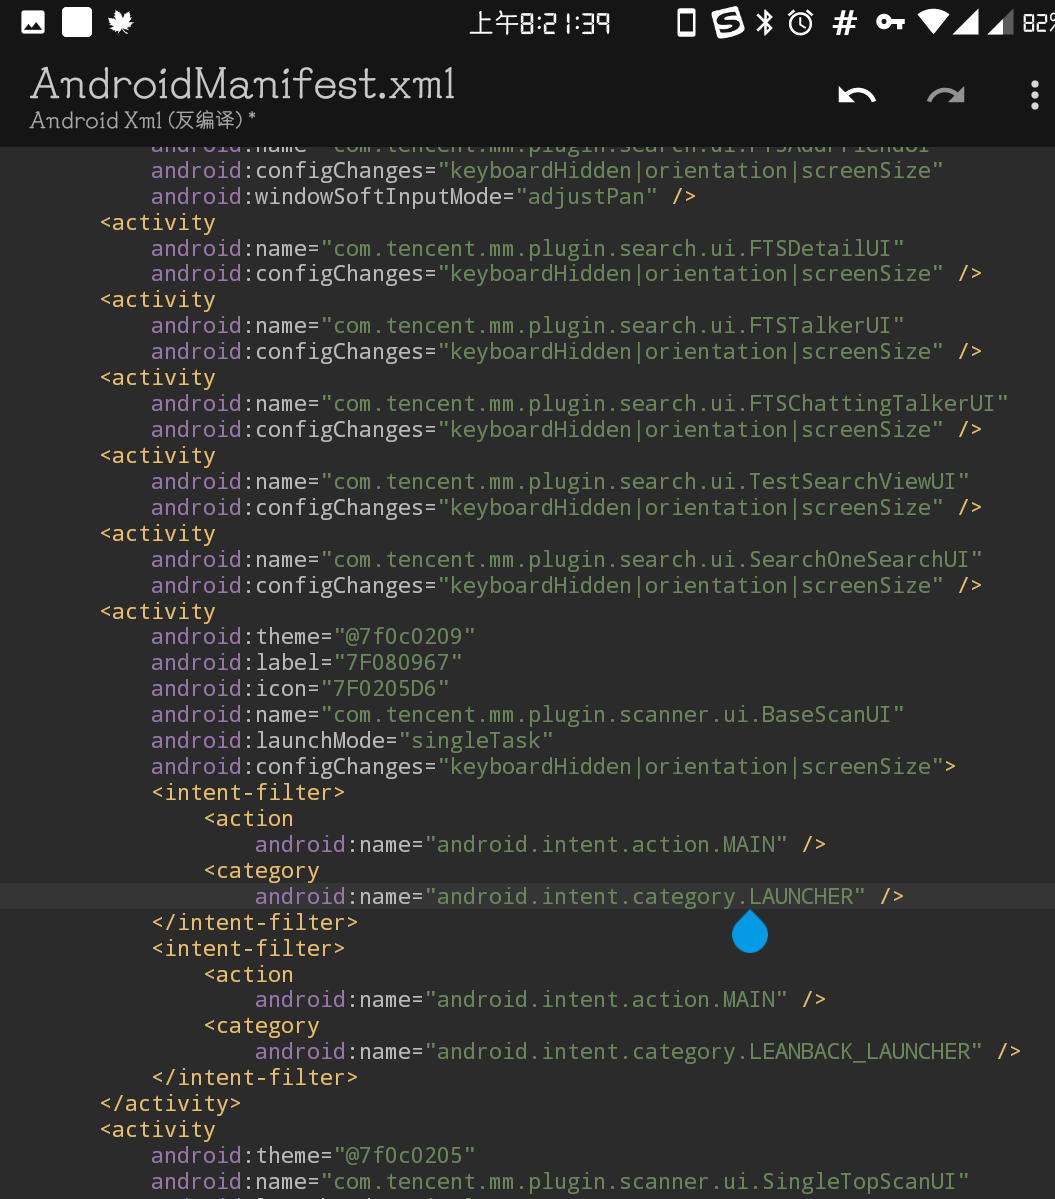 上午8:21:39
82%
AndroidManifest.xml
Android Xml (反编译) *
android:name="com.tencent.mm.plugin.search.ui.FTSAddFriendUI"
android:configChanges="keyboardHidden|orientation|screenSize"
android:windowSoftInputMode="adjustPan" />
<activity
android:name="com.tencent.mm.plugin.search.ui.FTSDetailUI"
android:configChanges="keyboardHidden|orientation|screenSize" />
<activity
android:name="com.tencent.mm.plugin.search.ui.FTSTalkerUI"
android:configChanges="keyboardHidden|orientation|screenSize" />
<activity
android:name="com.tencent.mm.plugin.search.ui.FTSChattingTalkerUI"
android:configChanges="keyboardHidden|orientation|screenSize" />
<activity
android:name="com.tencent.mm.plugin.search.ui.TestSearchViewUI"
android:configChanges="keyboardHidden|orientation|screenSize" />
<activity
android:name="com.tencent.mm.plugin.search.ui.SearchOneSearchUI"
android:configChanges="keyboardHidden|orientation|screenSize" />
<activity
android:theme="@7f0c0209"
android:label="7F080967"
android:icon="7F0205D6"
android:name="com.tencent.mm.plugin.scanner.ui.BaseScanUI"
android:launchMode="singleTask"
android:configChanges="keyboardHidden|orientation|screenSize">
<intent-filter>
<action
android:name="android.intent.action.MAIN" />
<category
android:name="android.intent.category.LAUNCHER" />
</intent-filter>
<intent-filter>
<action
android:name="android.intent.action.MAIN" />
<category
android:name="android.intent.category.LEANBACK_LAUNCHER" />
</intent-filter>
</activity>
<activity
android:theme="@7f0c0205"
android:name="com.tencent.mm.plugin.scanner.ui.SingleTopScanUI"